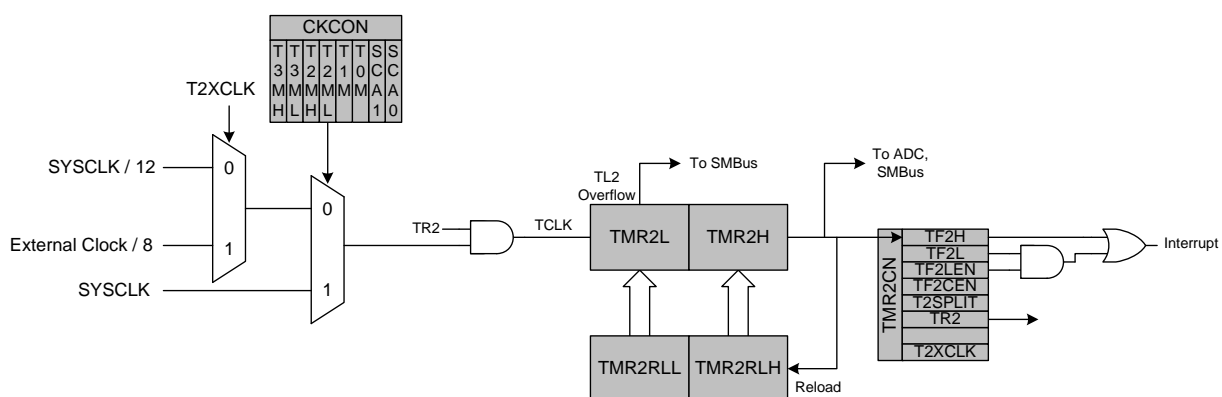 CKCON
T3MH
T3ML
T2MH
T2ML
T1M
T0M
SCA1
SCA0
T2XCLK
SYSCLK / 12
0
External Clock / 8
1
SYSCLK
0
1
TR2
TCLK
TL2
Overflow
To SMBus
To ADC,
SMBus
TMR2L
TMR2H
TMR2RLL
TMR2RLH
Reload
TMR2CN
TF2H
TF2L
TF2LEN
TF2CEN
T2SPLIT
TR2
T2XCLK
Interrupt